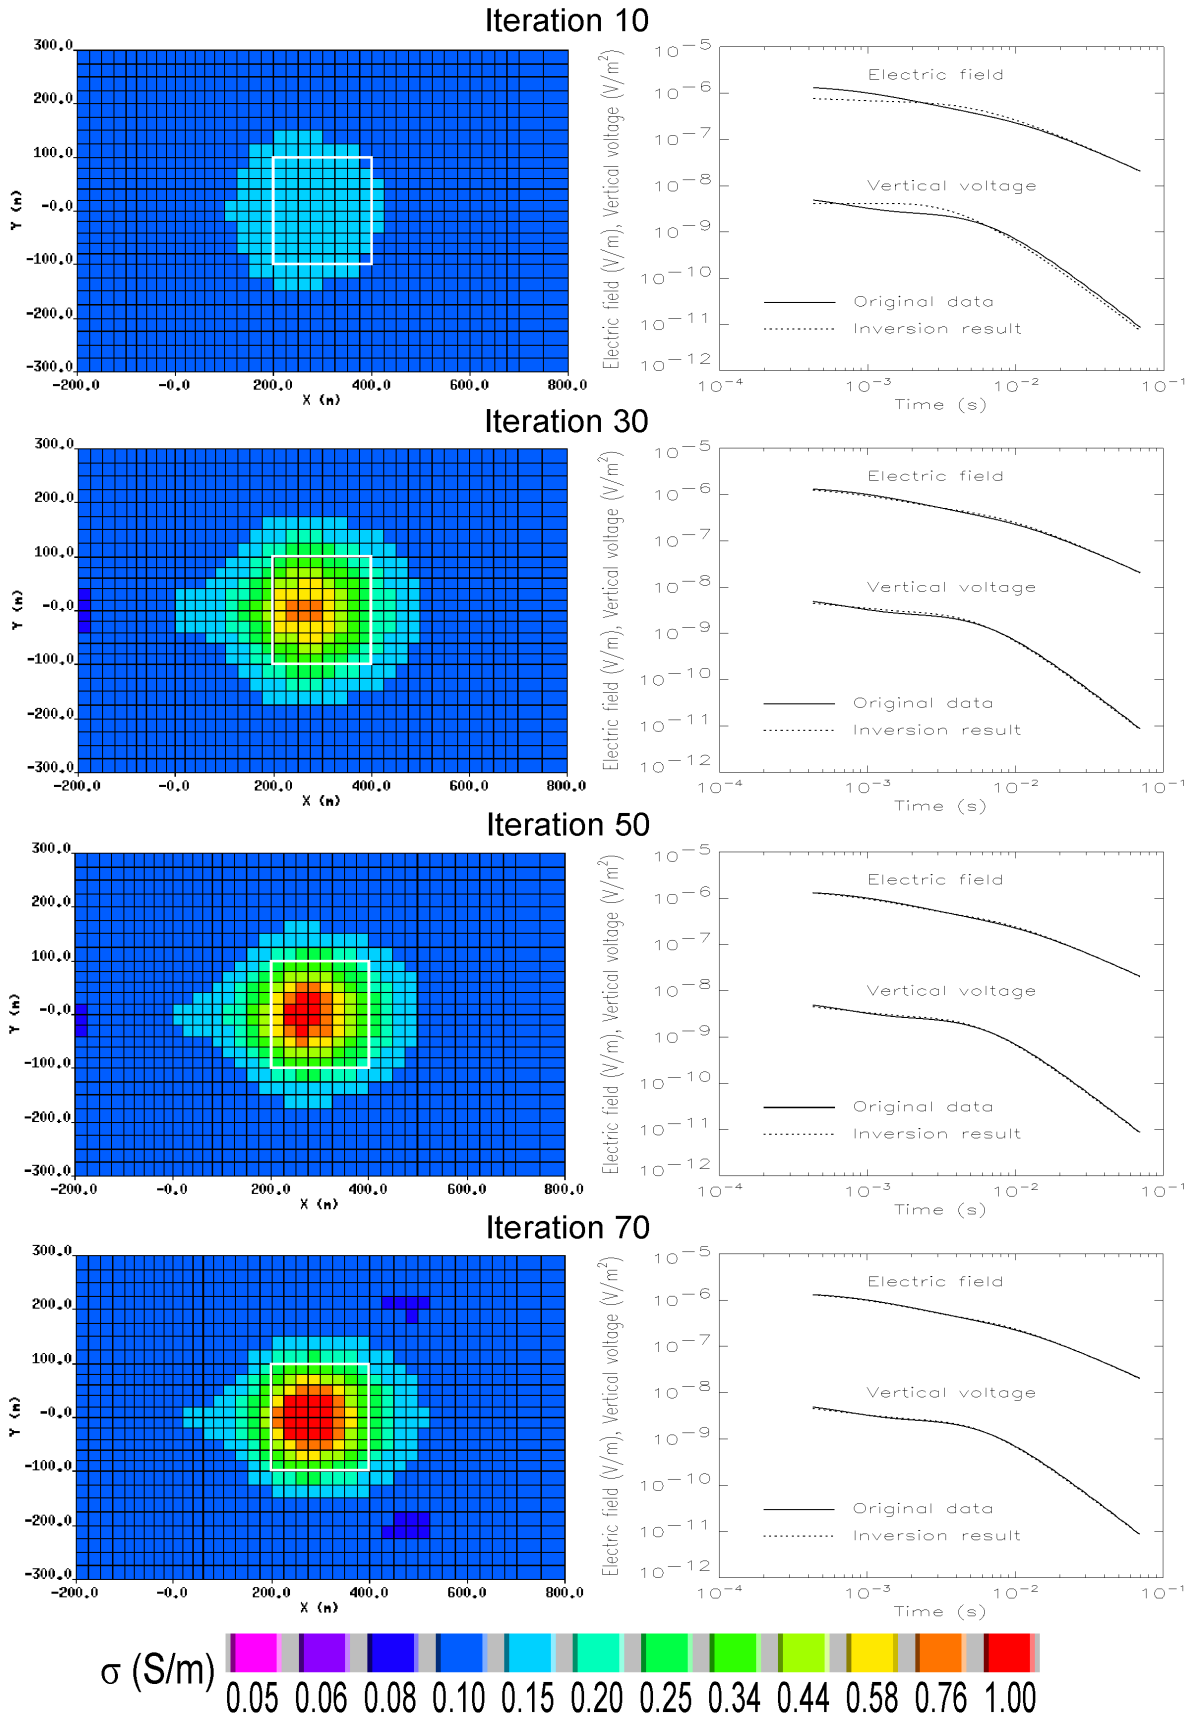 Iteration 10
300.0
200.0
100.0
-0.0
-100.0
-200.0
-300.0
Y (m)
-200.0 -0.0 200.0 400.0 600.0 800.0
X (m)
Electric field (V/m), Vertical voltage (V/m²)
10⁻⁵
10⁻⁶
10⁻⁷
10⁻⁸
10⁻⁹
10⁻¹⁰
10⁻¹¹
10⁻¹²
Electric field
Vertical voltage
Original data
Inversion result
10⁻⁴ 10⁻³ 10⁻² 10⁻¹
Time (s)
Iteration 30
300.0
200.0
100.0
-0.0
-100.0
-200.0
-300.0
Y (m)
-200.0 -0.0 200.0 400.0 600.0 800.0
X (m)
Electric field (V/m), Vertical voltage (V/m²)
10⁻⁵
10⁻⁶
10⁻⁷
10⁻⁸
10⁻⁹
10⁻¹⁰
10⁻¹¹
10⁻¹²
Electric field
Vertical voltage
Original data
Inversion result
10⁻⁴ 10⁻³ 10⁻² 10⁻¹
Time (s)
Iteration 50
300.0
200.0
100.0
-0.0
-100.0
-200.0
-300.0
Y (m)
-200.0 -0.0 200.0 400.0 600.0 800.0
X (m)
Electric field (V/m), Vertical voltage (V/m²)
10⁻⁵
10⁻⁶
10⁻⁷
10⁻⁸
10⁻⁹
10⁻¹⁰
10⁻¹¹
10⁻¹²
Electric field
Vertical voltage
Original data
Inversion result
10⁻⁴ 10⁻³ 10⁻² 10⁻¹
Time (s)
Iteration 70
300.0
200.0
100.0
-0.0
-100.0
-200.0
-300.0
Y (m)
-200.0 -0.0 200.0 400.0 600.0 800.0
X (m)
Electric field (V/m), Vertical voltage (V/m²)
10⁻⁵
10⁻⁶
10⁻⁷
10⁻⁸
10⁻⁹
10⁻¹⁰
10⁻¹¹
10⁻¹²
Electric field
Vertical voltage
Original data
Inversion result
10⁻⁴ 10⁻³ 10⁻² 10⁻¹
Time (s)
σ (S/m)
0.05 0.06 0.08 0.10 0.15 0.20 0.25 0.34 0.44 0.58 0.76 1.00